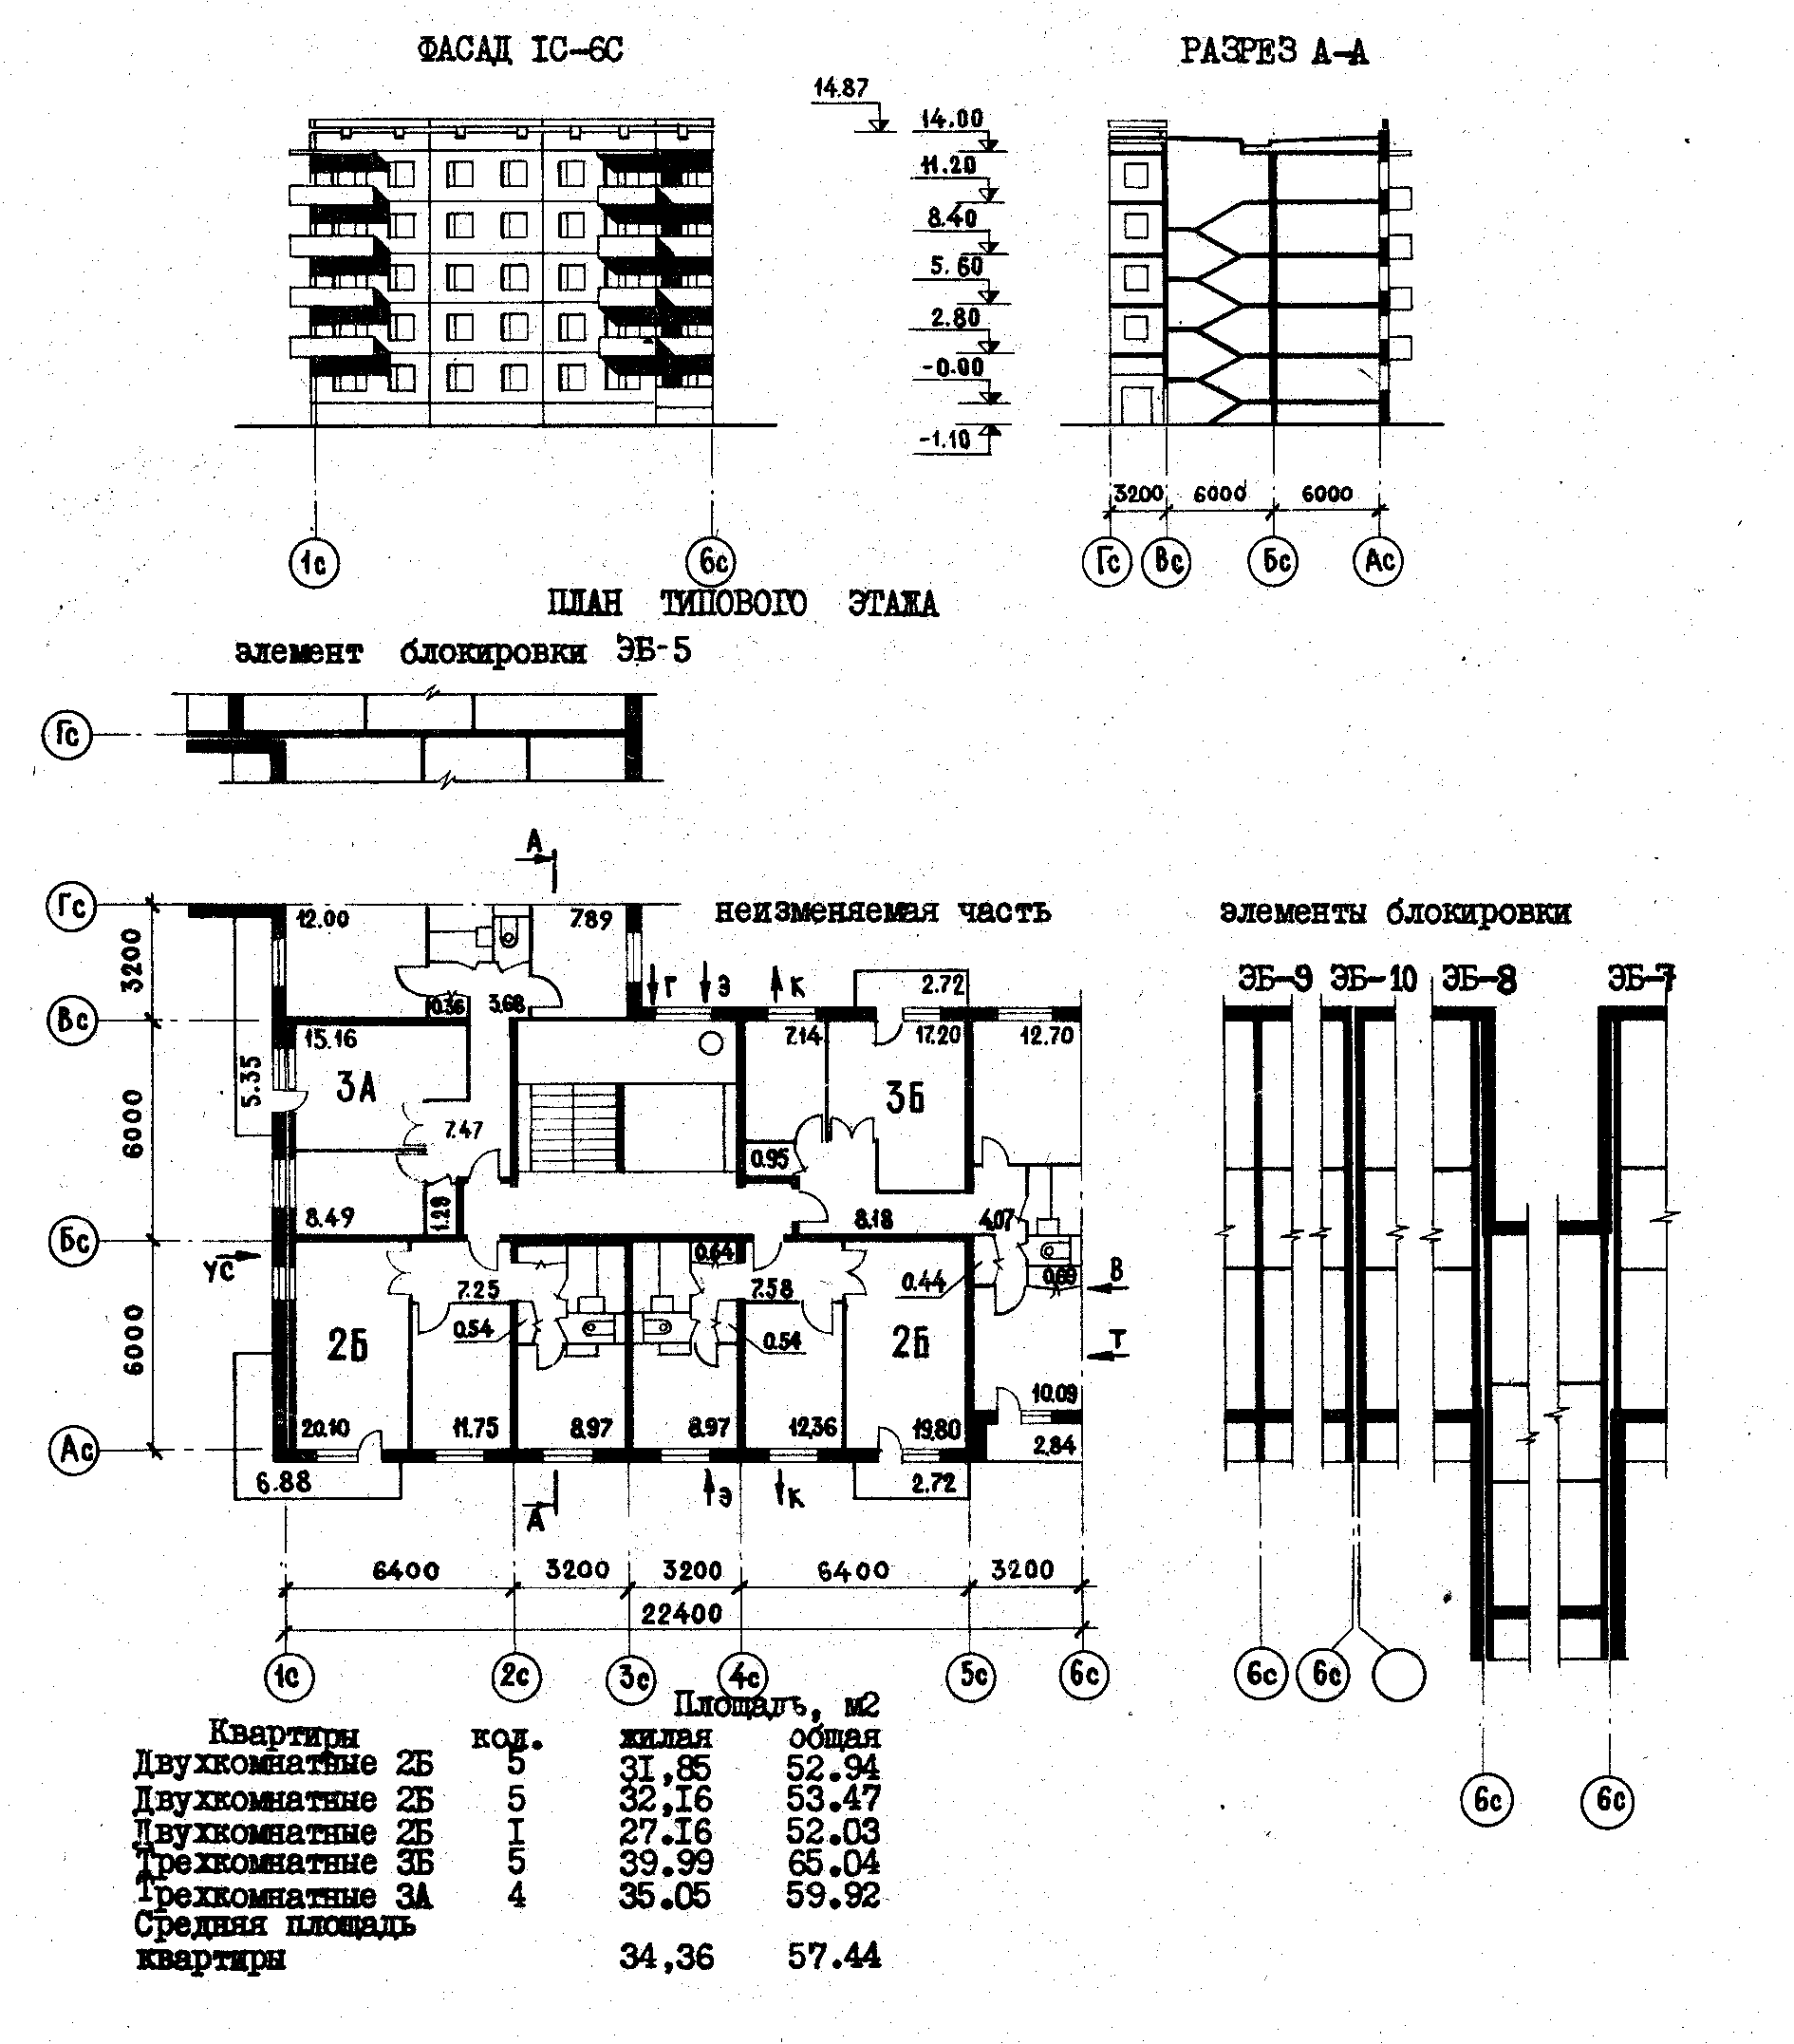 ФАСАД IС-6С
РАЗРЕЗ А-А
14.87
14.00
11.20
8.40
5.60
2.80
-0.00
-1.10
3200 6000 6000
1с 6с
Гс Вс Бс Ас
ПЛАН ТИПОВОГО ЭТАЖА
элемент блокировки ЭБ-5
Гс
А
Гс 12.00 7.89 неизменяемая часть элементы блокировки
3200
ЭБ-9 ЭБ-10 ЭБ-8 ЭБ-7
Г Э К 2.72
0.36 3.68
Вс
15.16 7.14 17.20 12.70
5.35 3А 3Б
6000
7.47
0.95
8.49 1.29 8.18 4.07
Бс
УС
0.64
7.25 7.58 0.44 0.69 В
0.54 0.54
6000 2Б 2Б Т
10.09
20.10 11.75 8.97 8.97 12,36 19.80
Ас 2.84
6.88 А Э К 2.72
6400 3200 3200 6400 3200
22400
1с 2с 3с 4с 5с 6с 6с 6с
6с 6с
Площадь, м2
Квартиры кол. жилая общая
Двухкомнатные 2Б 5 3I,85 52.94
Двухкомнатные 2Б 5 32,I6 53.47
Двухкомнатные 2Б I 27.I6 52.03
Трехкомнатные 3Б 5 39.99 65.04
Трехкомнатные 3А 4 35.05 59.92
Средняя площадь
квартиры 34,36 57.44